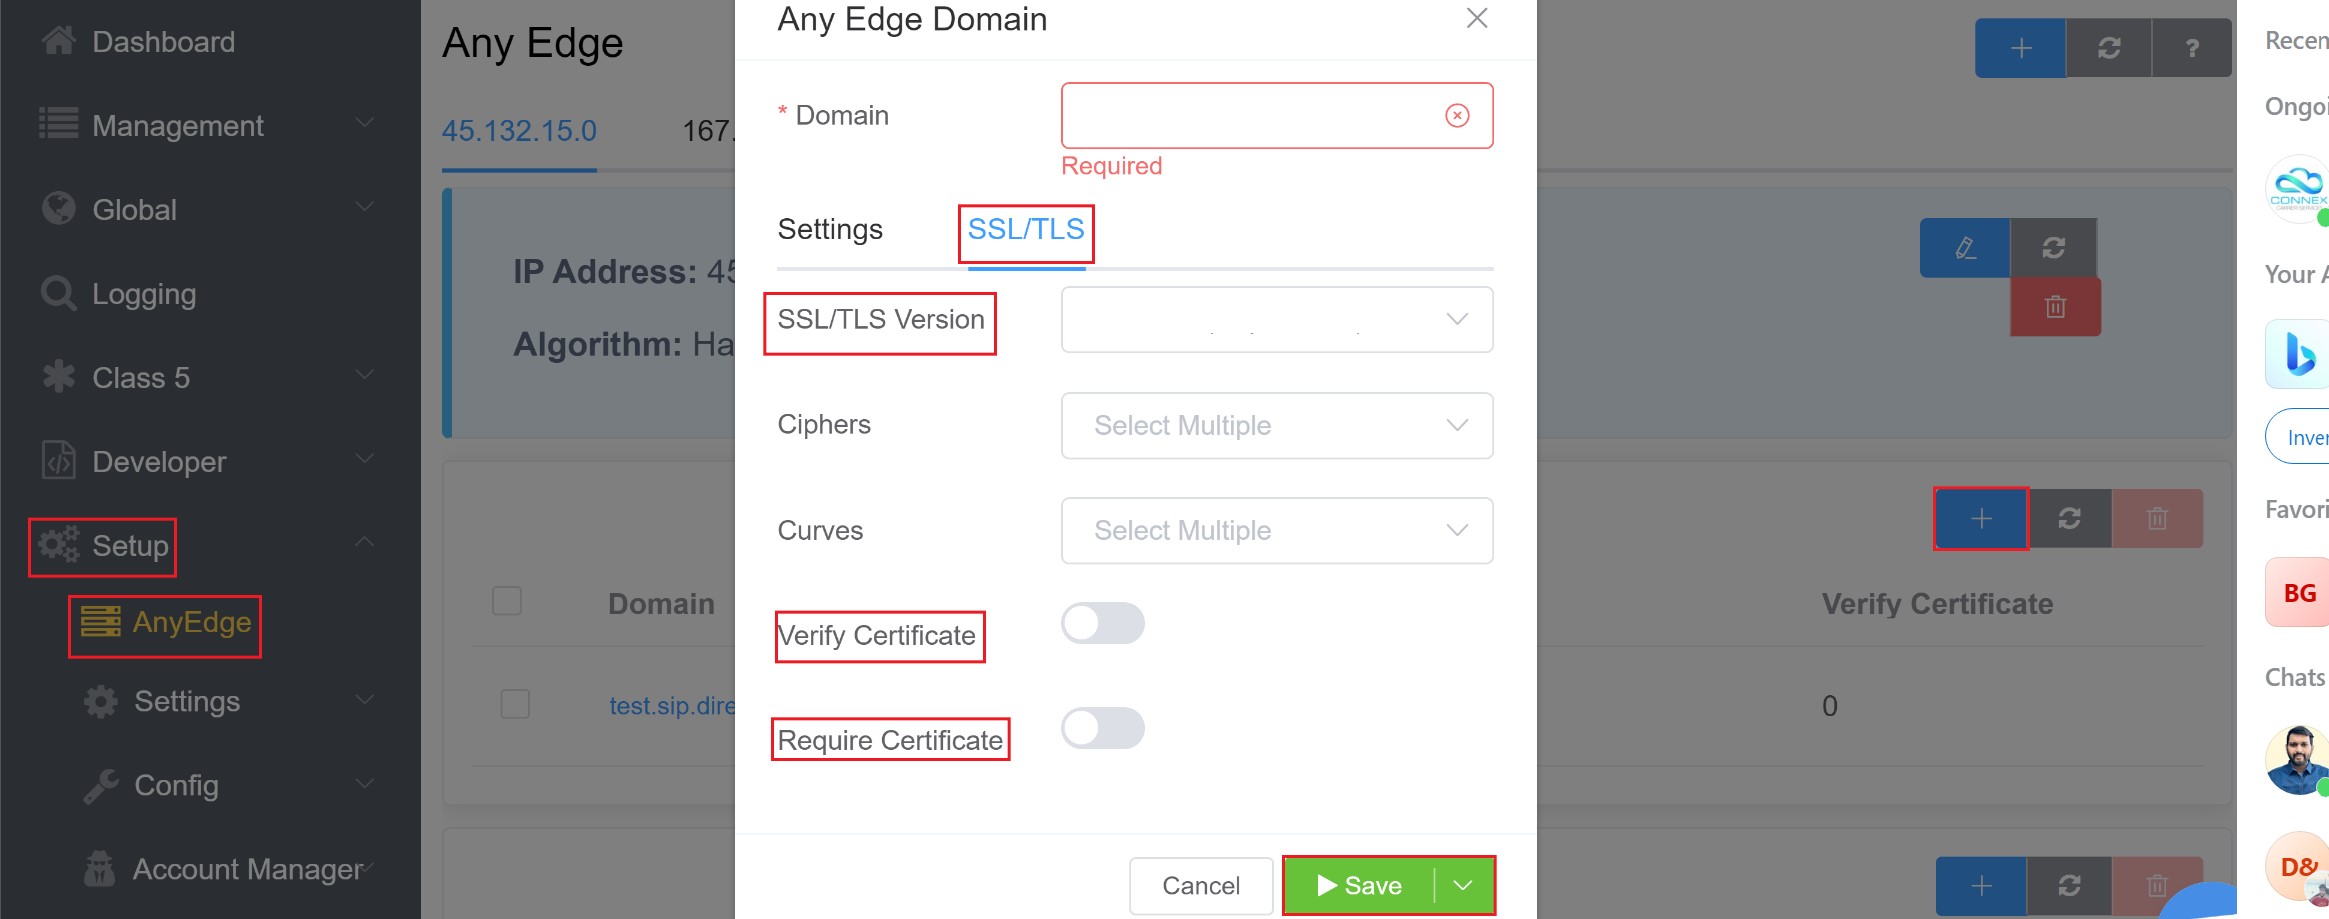 Dashboard
Management
Global
Logging
Class 5
Developer
Setup
AnyEdge
Settings
Config
Account Manager
Any Edge
45.132.15.0
167.
IP Address: 45
Algorithm: Ha
Domain
Verify Certificate
test.sip.dire
0
Any Edge Domain
* Domain
Required
Settings
SSL/TLS
SSL/TLS Version
Ciphers
Select Multiple
Curves
Select Multiple
Verify Certificate
Require Certificate
Cancel
Save
?
Recen
Ongoi
CONNEX
Your A
Inver
Favori
BG
Chats
D&